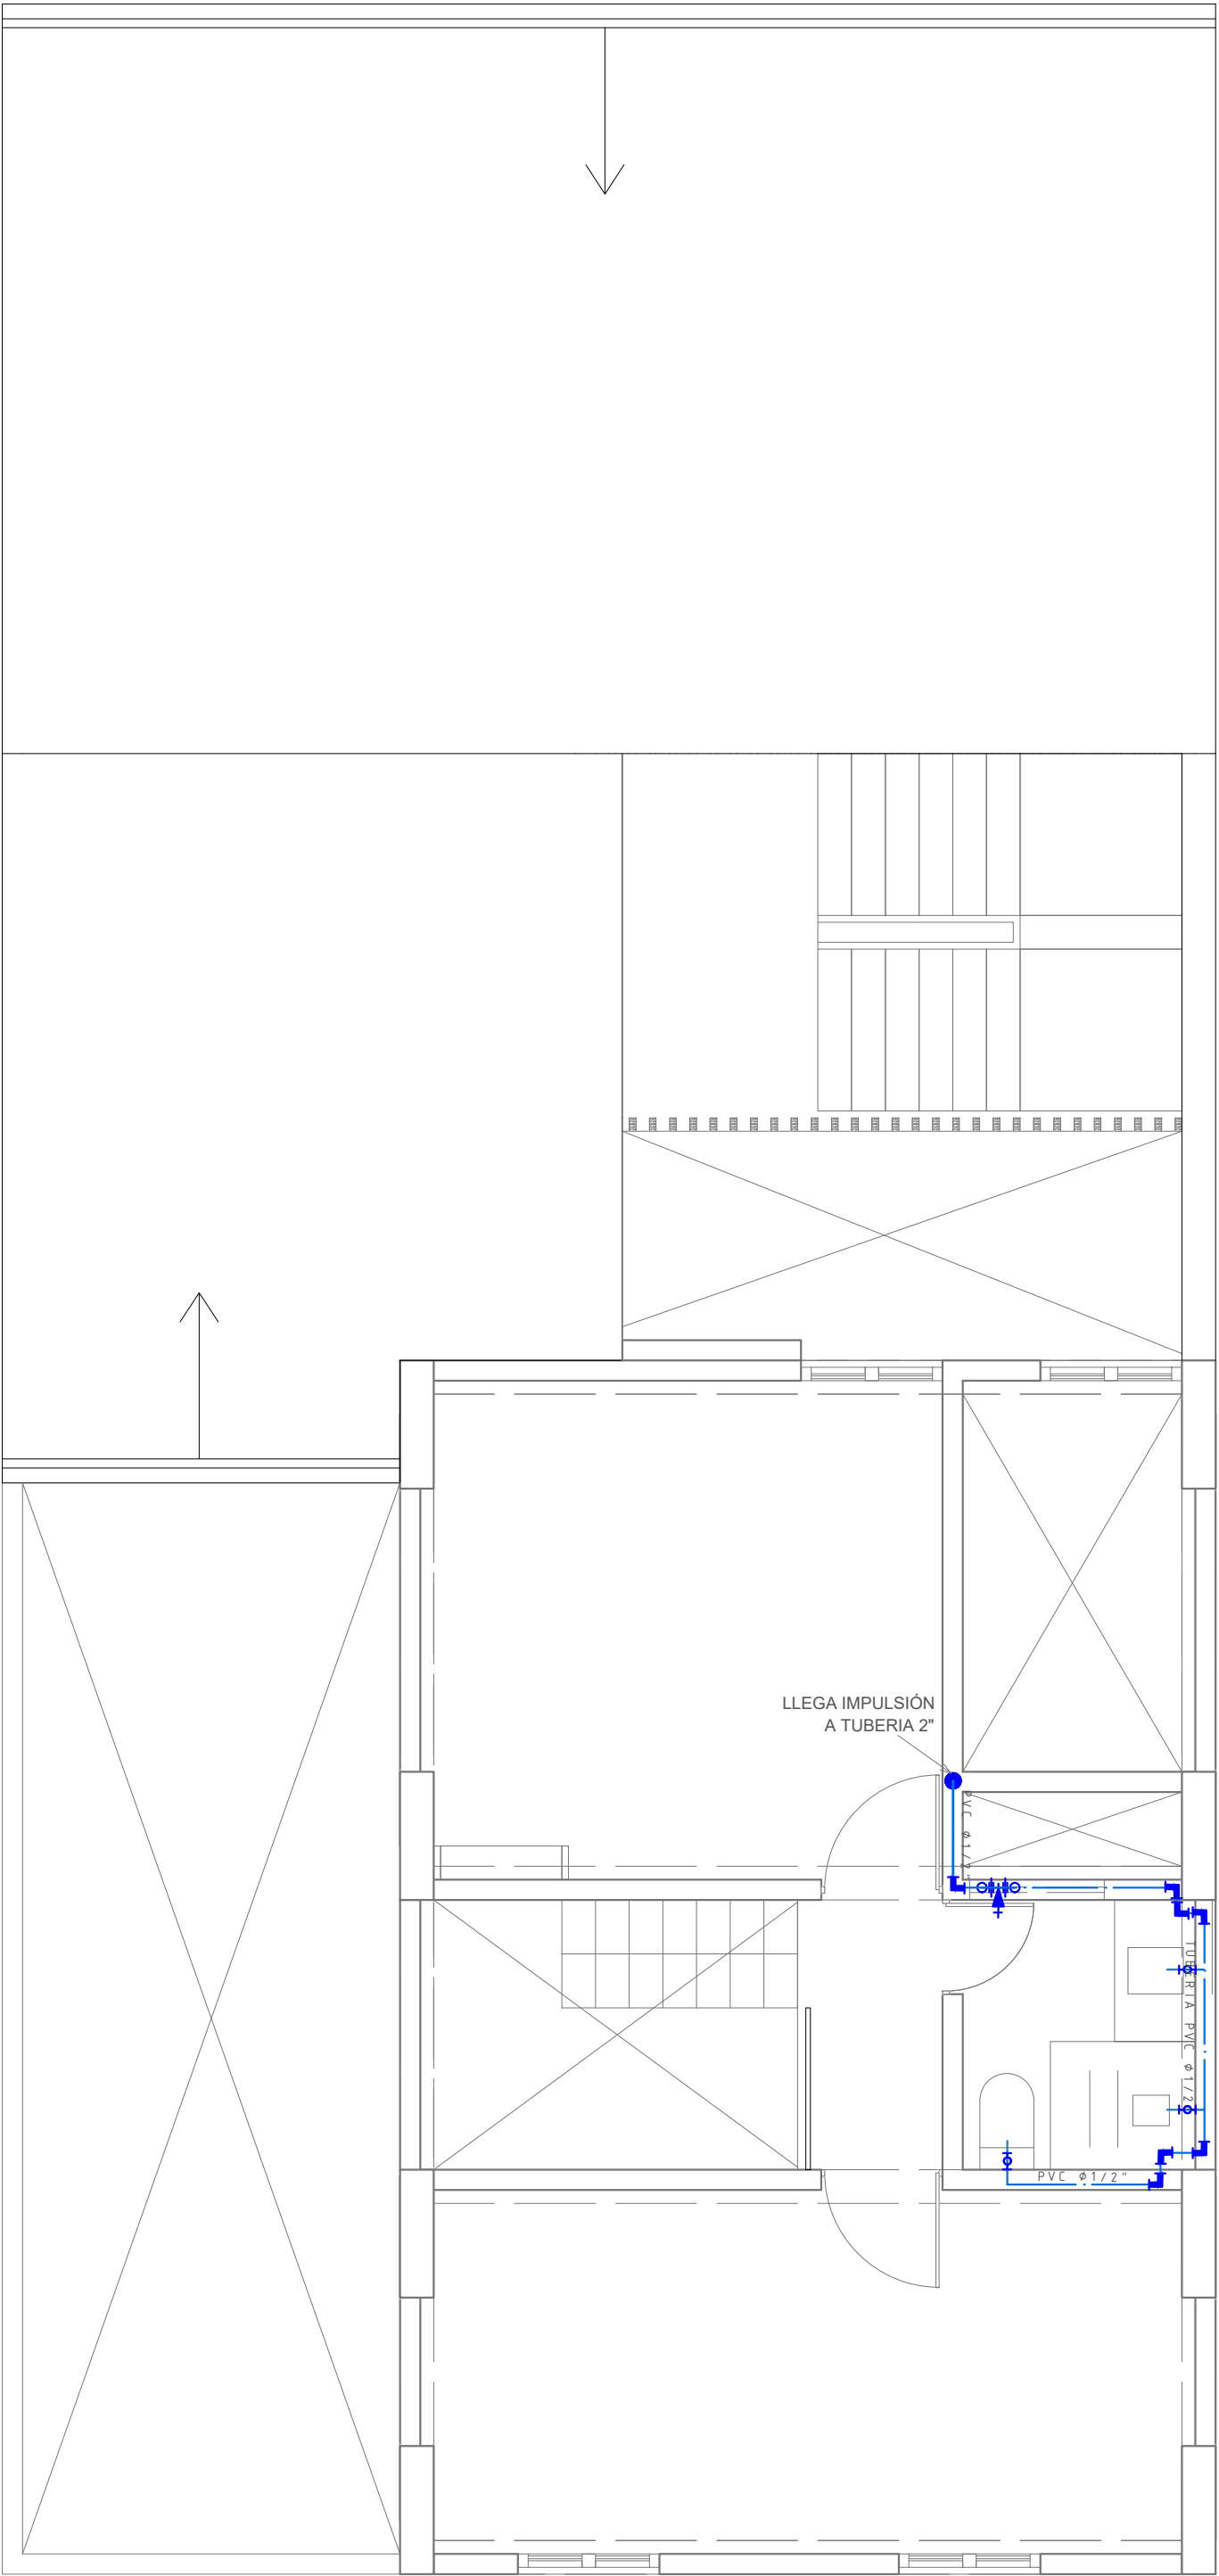 LLEGA IMPULSIÓN
A TUBERIA 2"
PVC ø1/2"
TUBERIA PVC ø1/2"
PVC ø1/2"